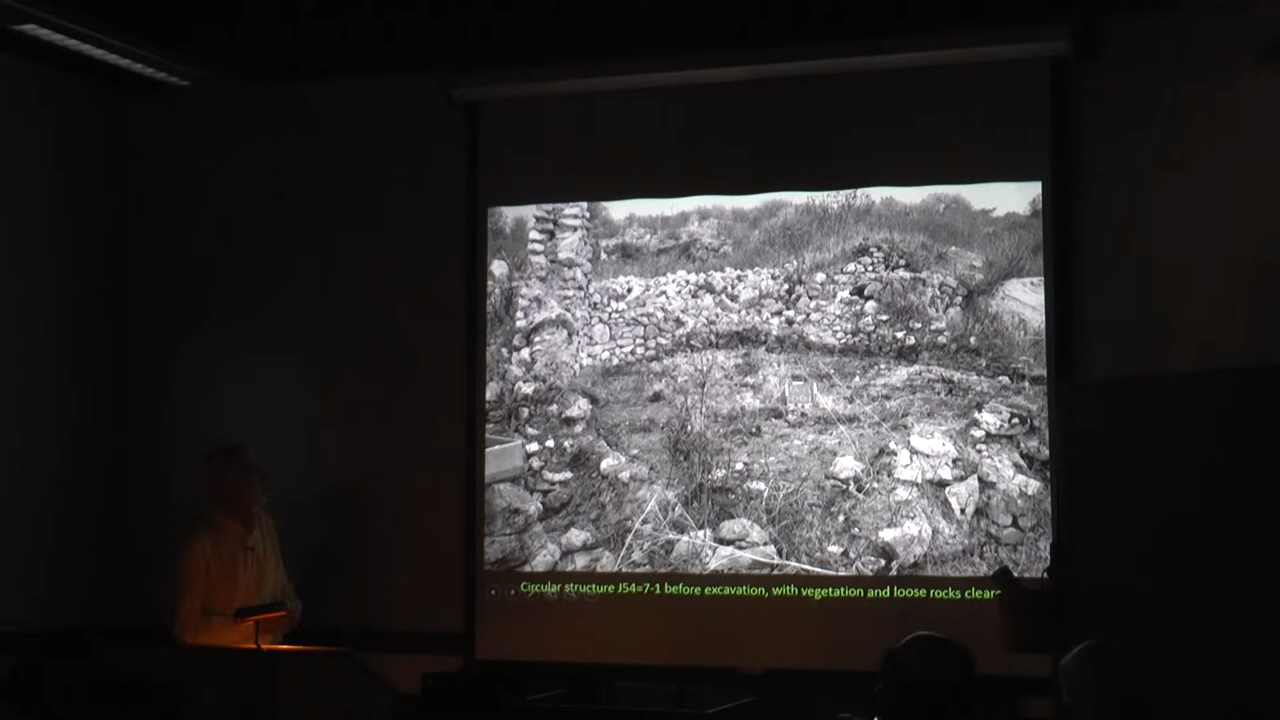 Circular structure J54=7-1 before excavation, with vegetation and loose rocks